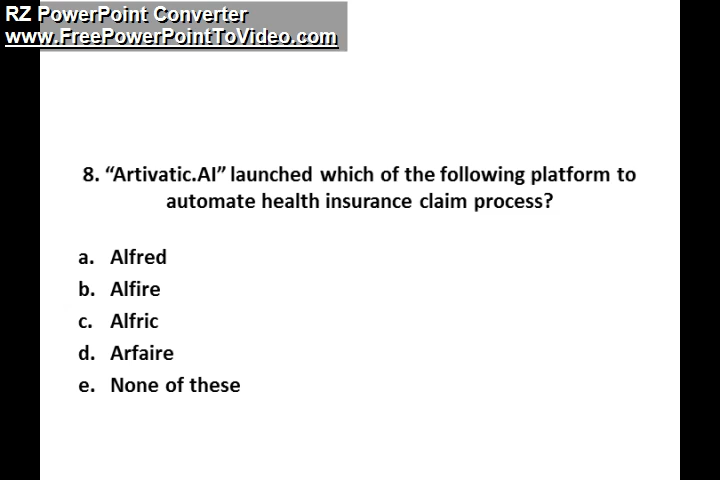 RZ PowerPoint Converter
www.FreePowerPointToVideo.com
8. “Artivatic.AI” launched which of the following platform to
automate health insurance claim process?
a. Alfred
b. Alfire
c. Alfric
d. Arfaire
e. None of these